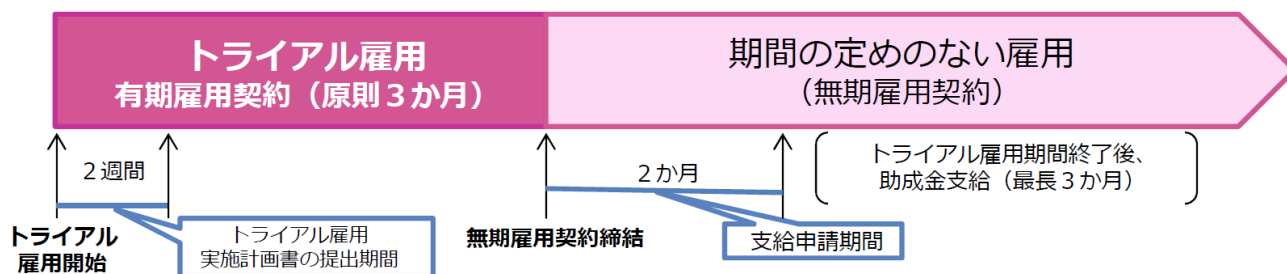 トライアル雇用
有期雇用契約（原則３か月）
期間の定めのない雇用
（無期雇用契約）
２週間
２か月
トライアル雇用期間終了後、
助成金支給（最長３か月）
トライアル
雇用開始
トライアル雇用
実施計画書の提出期間
無期雇用契約締結
支給申請期間